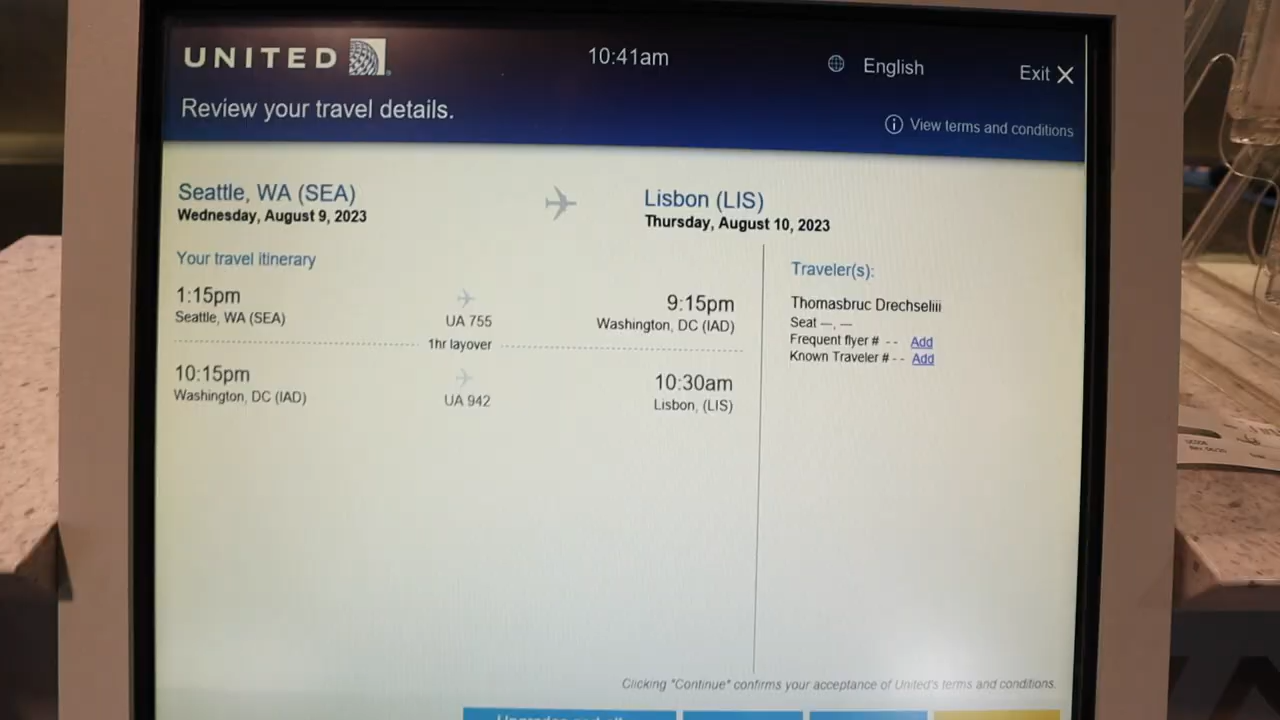 UNITED
10:41am
English
Exit X
Review your travel details.
View terms and conditions
Seattle, WA (SEA)
Wednesday, August 9, 2023
Lisbon (LIS)
Thursday, August 10, 2023
Your travel itinerary
1:15pm
Seattle, WA (SEA)
UA 755
9:15pm
Washington, DC (IAD)
1hr layover
10:15pm
Washington, DC (IAD)
UA 942
10:30am
Lisbon, (LIS)
Traveler(s):
Thomasbruc Drechseliii
Seat —, —
Frequent flyer # - - Add
Known Traveler # - - Add
Clicking "Continue" confirms your acceptance of United's terms and conditions.